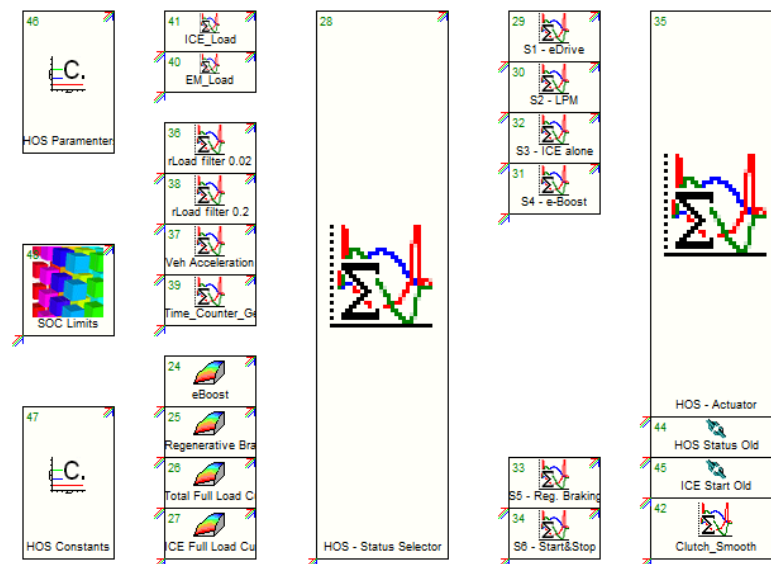 46
HOS Paramenter
SOC Limits
47
HOS Constants
41
ICE_Load
40
EM_Load
36
rLoad filter 0.02
38
rLoad filter 0.2
37
Veh Acceleration
39
Time_Counter_Ge
24
eBoost
25
Regenerative Bra
26
Total Full Load C
27
ICE Full Load Cu
28
HOS - Status Selector
29
S1 - eDrive
30
S2 - LPM
32
S3 - ICE alone
31
S4 - e-Boost
33
S5 - Reg. Braking
34
S6 - Start&Stop
35
HOS - Actuator
44
HOS Status Old
45
ICE Start Old
42
Clutch_Smooth